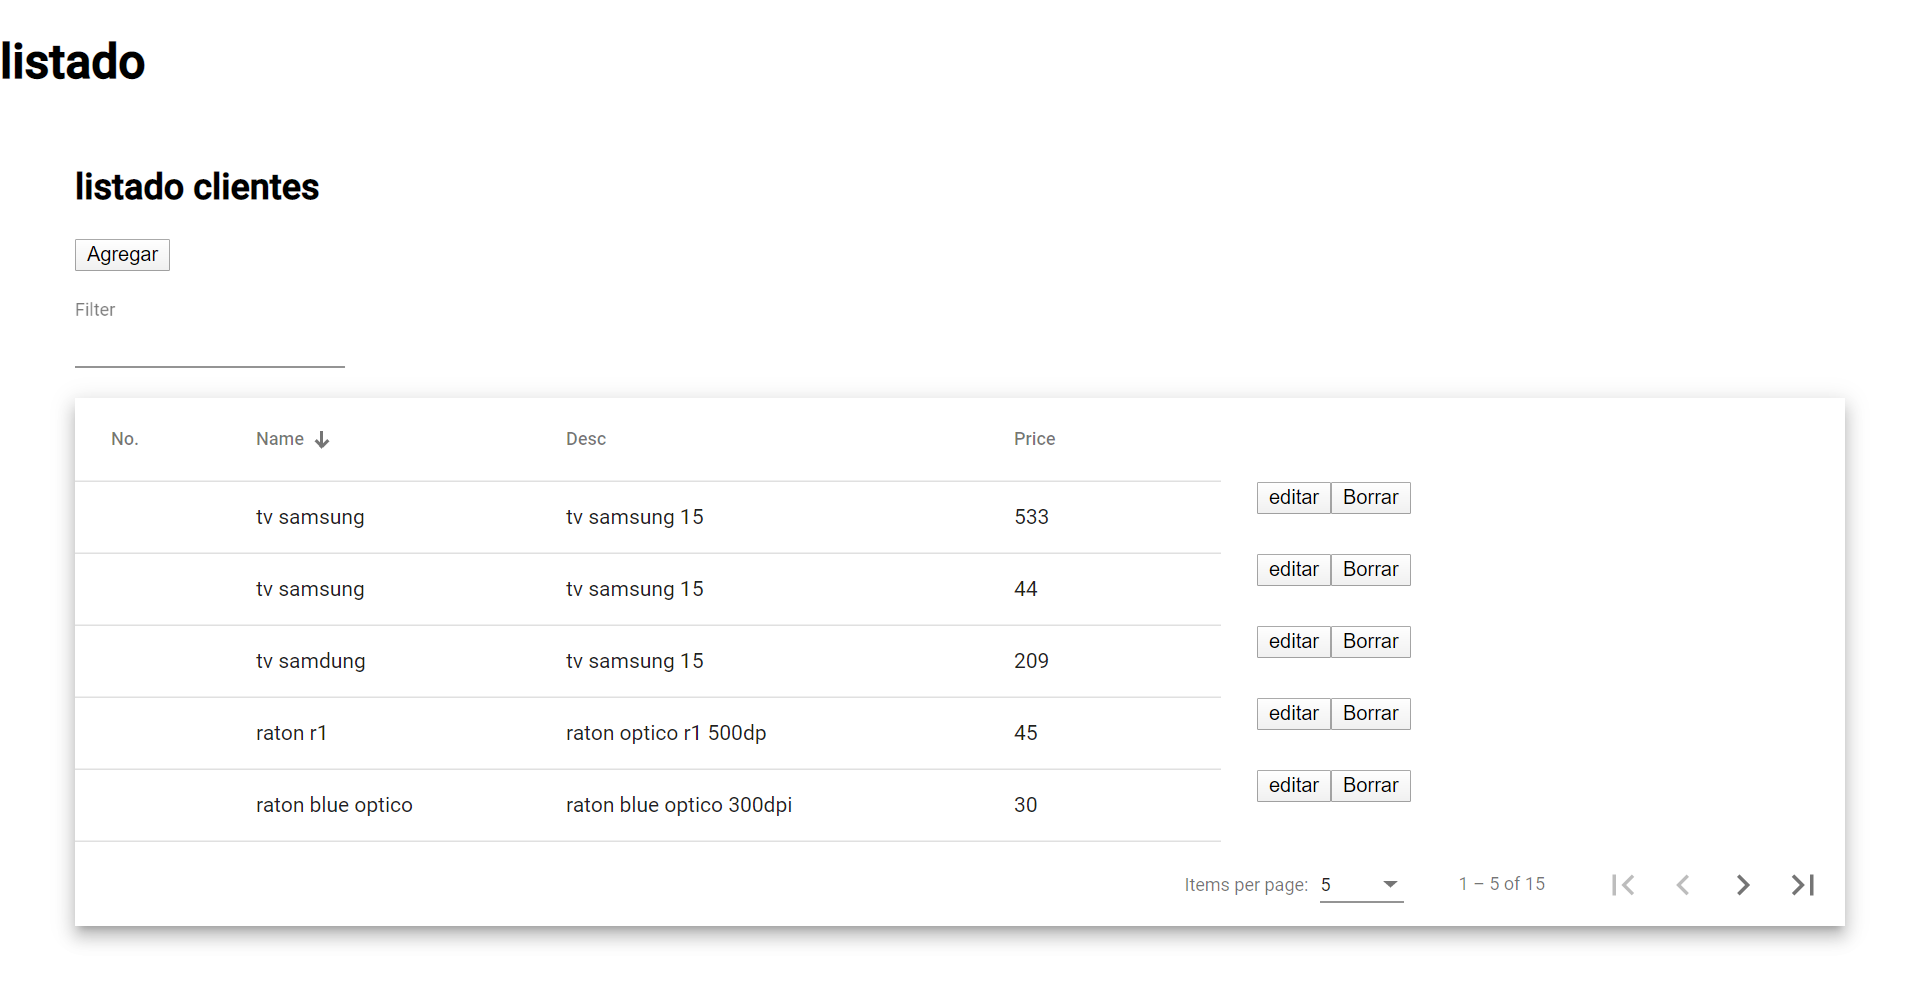 listado
listado clientes
Agregar
Filter
No. Name Desc Price
tv samsung tv samsung 15 533 editar Borrar
tv samsung tv samsung 15 44 editar Borrar
tv samdung tv samsung 15 209 editar Borrar
raton r1 raton optico r1 500dp 45 editar Borrar
raton blue optico raton blue optico 300dpi 30 editar Borrar
Items per page: 5 1 – 5 of 15